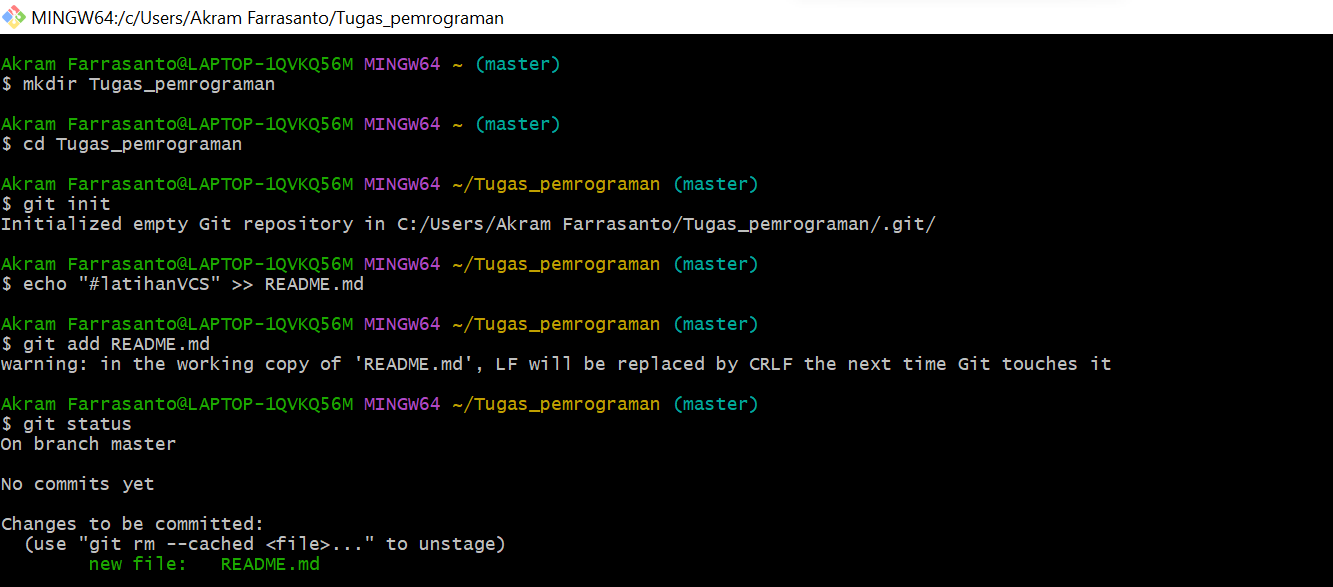 MINGW64:/c/Users/Akram Farrasanto/Tugas_pemrograman
Akram Farrasanto@LAPTOP-1QVKQ56M MINGW64 ~ (master)
$ mkdir Tugas_pemrograman
Akram Farrasanto@LAPTOP-1QVKQ56M MINGW64 ~ (master)
$ cd Tugas_pemrograman
Akram Farrasanto@LAPTOP-1QVKQ56M MINGW64 ~/Tugas_pemrograman (master)
$ git init
Initialized empty Git repository in C:/Users/Akram Farrasanto/Tugas_pemrograman/.git/
Akram Farrasanto@LAPTOP-1QVKQ56M MINGW64 ~/Tugas_pemrograman (master)
$ echo "#latihanVCS" >> README.md
Akram Farrasanto@LAPTOP-1QVKQ56M MINGW64 ~/Tugas_pemrograman (master)
$ git add README.md
warning: in the working copy of 'README.md', LF will be replaced by CRLF the next time Git touches it
Akram Farrasanto@LAPTOP-1QVKQ56M MINGW64 ~/Tugas_pemrograman (master)
$ git status
On branch master
No commits yet
Changes to be committed:
  (use "git rm --cached <file>..." to unstage)
        new file:   README.md